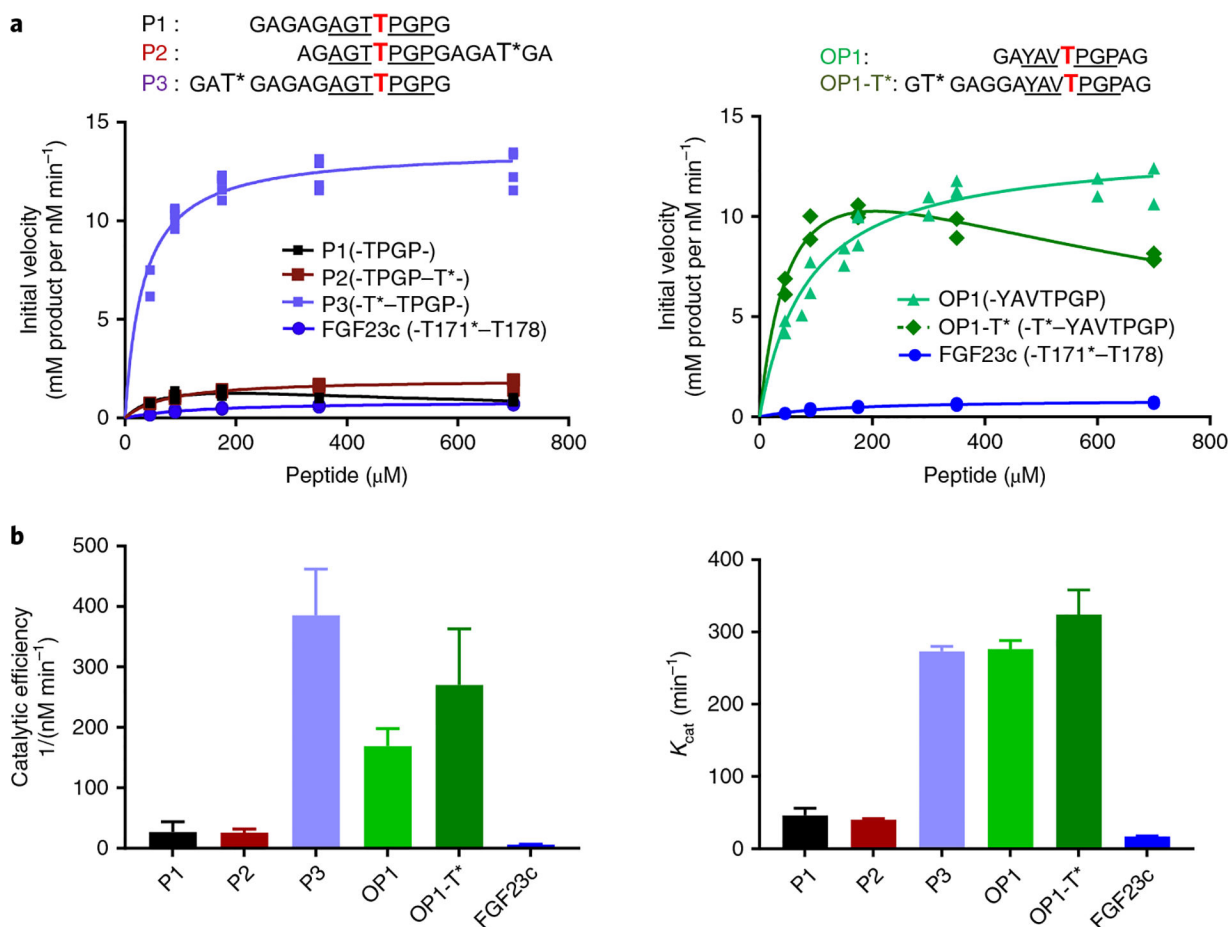 a
P1 : GAGAGAGTTPGPG
P2 : AGAGTTPGPGAGAT*GA
P3 : GAT* GAGAGAGTTPGPG
15
10
5
0
0 200 400 600 800
Initial velocity
(mM product per nM min⁻¹)
Peptide (μM)
P1(-TPGP-)
P2(-TPGP–T*-)
P3(-T*–TPGP-)
FGF23c (-T171*–T178)
OP1: GAYAVTPGPAG
OP1-T*: GT* GAGGAYAVTPGPAG
15
10
5
0
0 200 400 600 800
Initial velocity
(mM product per nM min⁻¹)
Peptide (μM)
OP1(-YAVTPGP)
OP1-T* (-T*–YAVTPGP)
FGF23c (-T171*–T178)
b
500
400
300
200
100
0
Catalytic efficiency
1/(nM min⁻¹)
P1 P2 P3 OP1 OP1-T* FGF23c
400
300
200
100
0
Kcat (min⁻¹)
P1 P2 P3 OP1 OP1-T* FGF23c